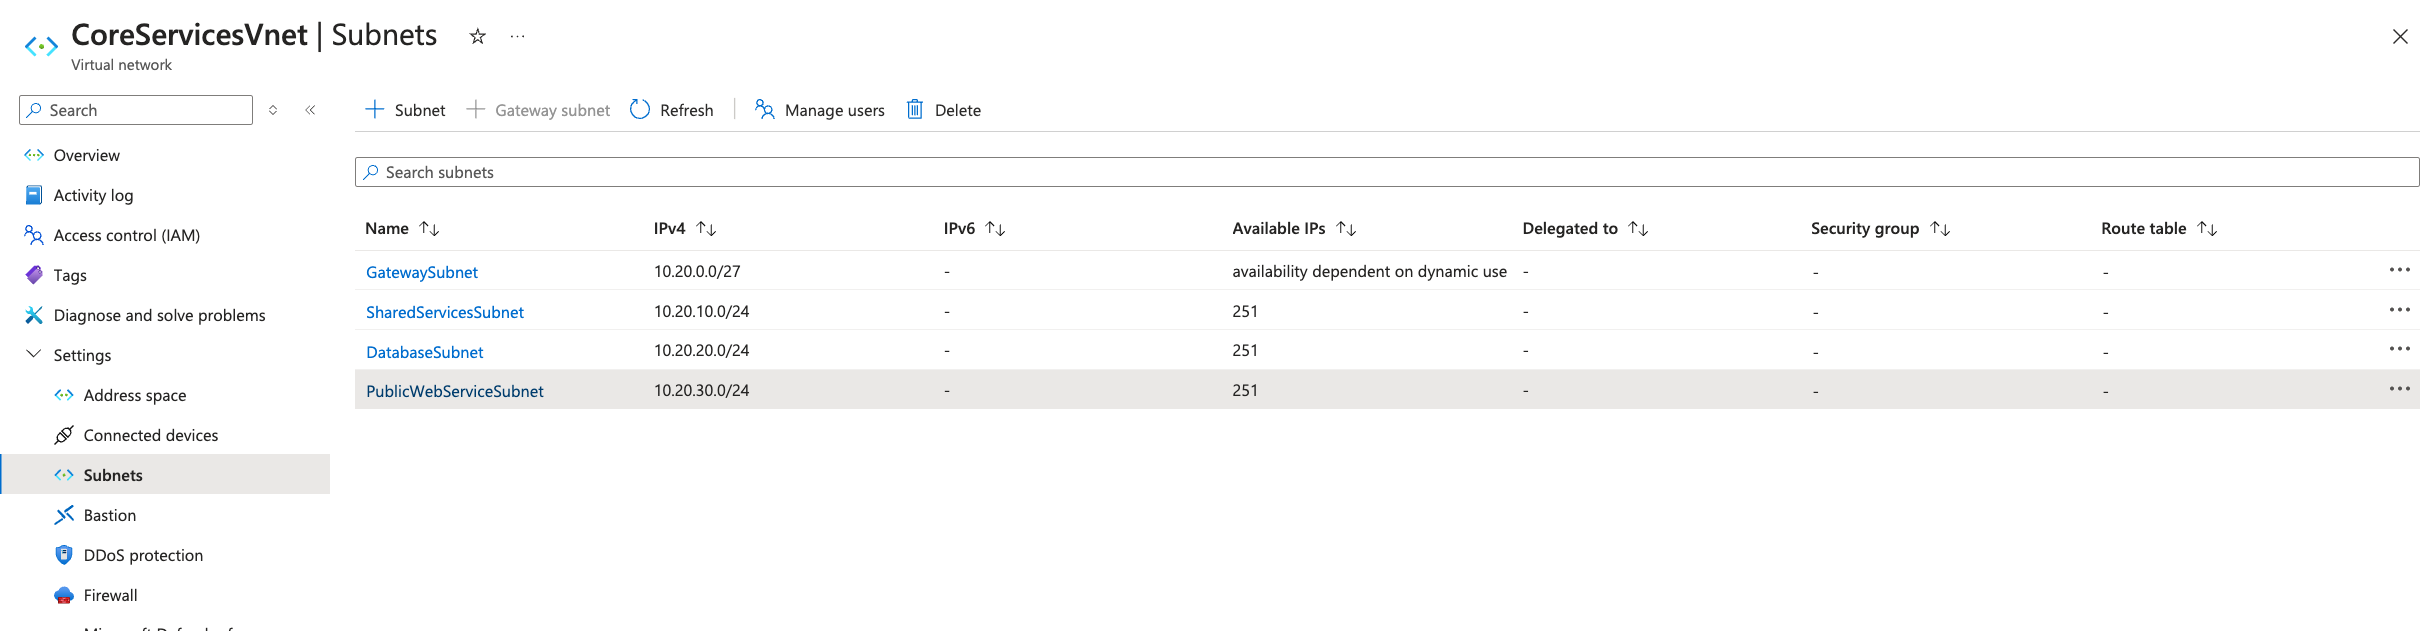 CoreServicesVnet | Subnets ☆ ...
Virtual network
Search
Subnet Gateway subnet Refresh | Manage users Delete
Overview
Activity log
Access control (IAM)
Tags
Diagnose and solve problems
Settings
Address space
Connected devices
Subnets
Bastion
DDoS protection
Firewall
Search subnets
Name IPv4 IPv6 Available IPs Delegated to Security group Route table
GatewaySubnet 10.20.0.0/27 - availability dependent on dynamic use - - - ...
SharedServicesSubnet 10.20.10.0/24 - 251 - - - ...
DatabaseSubnet 10.20.20.0/24 - 251 - - - ...
PublicWebServiceSubnet 10.20.30.0/24 - 251 - - - ...